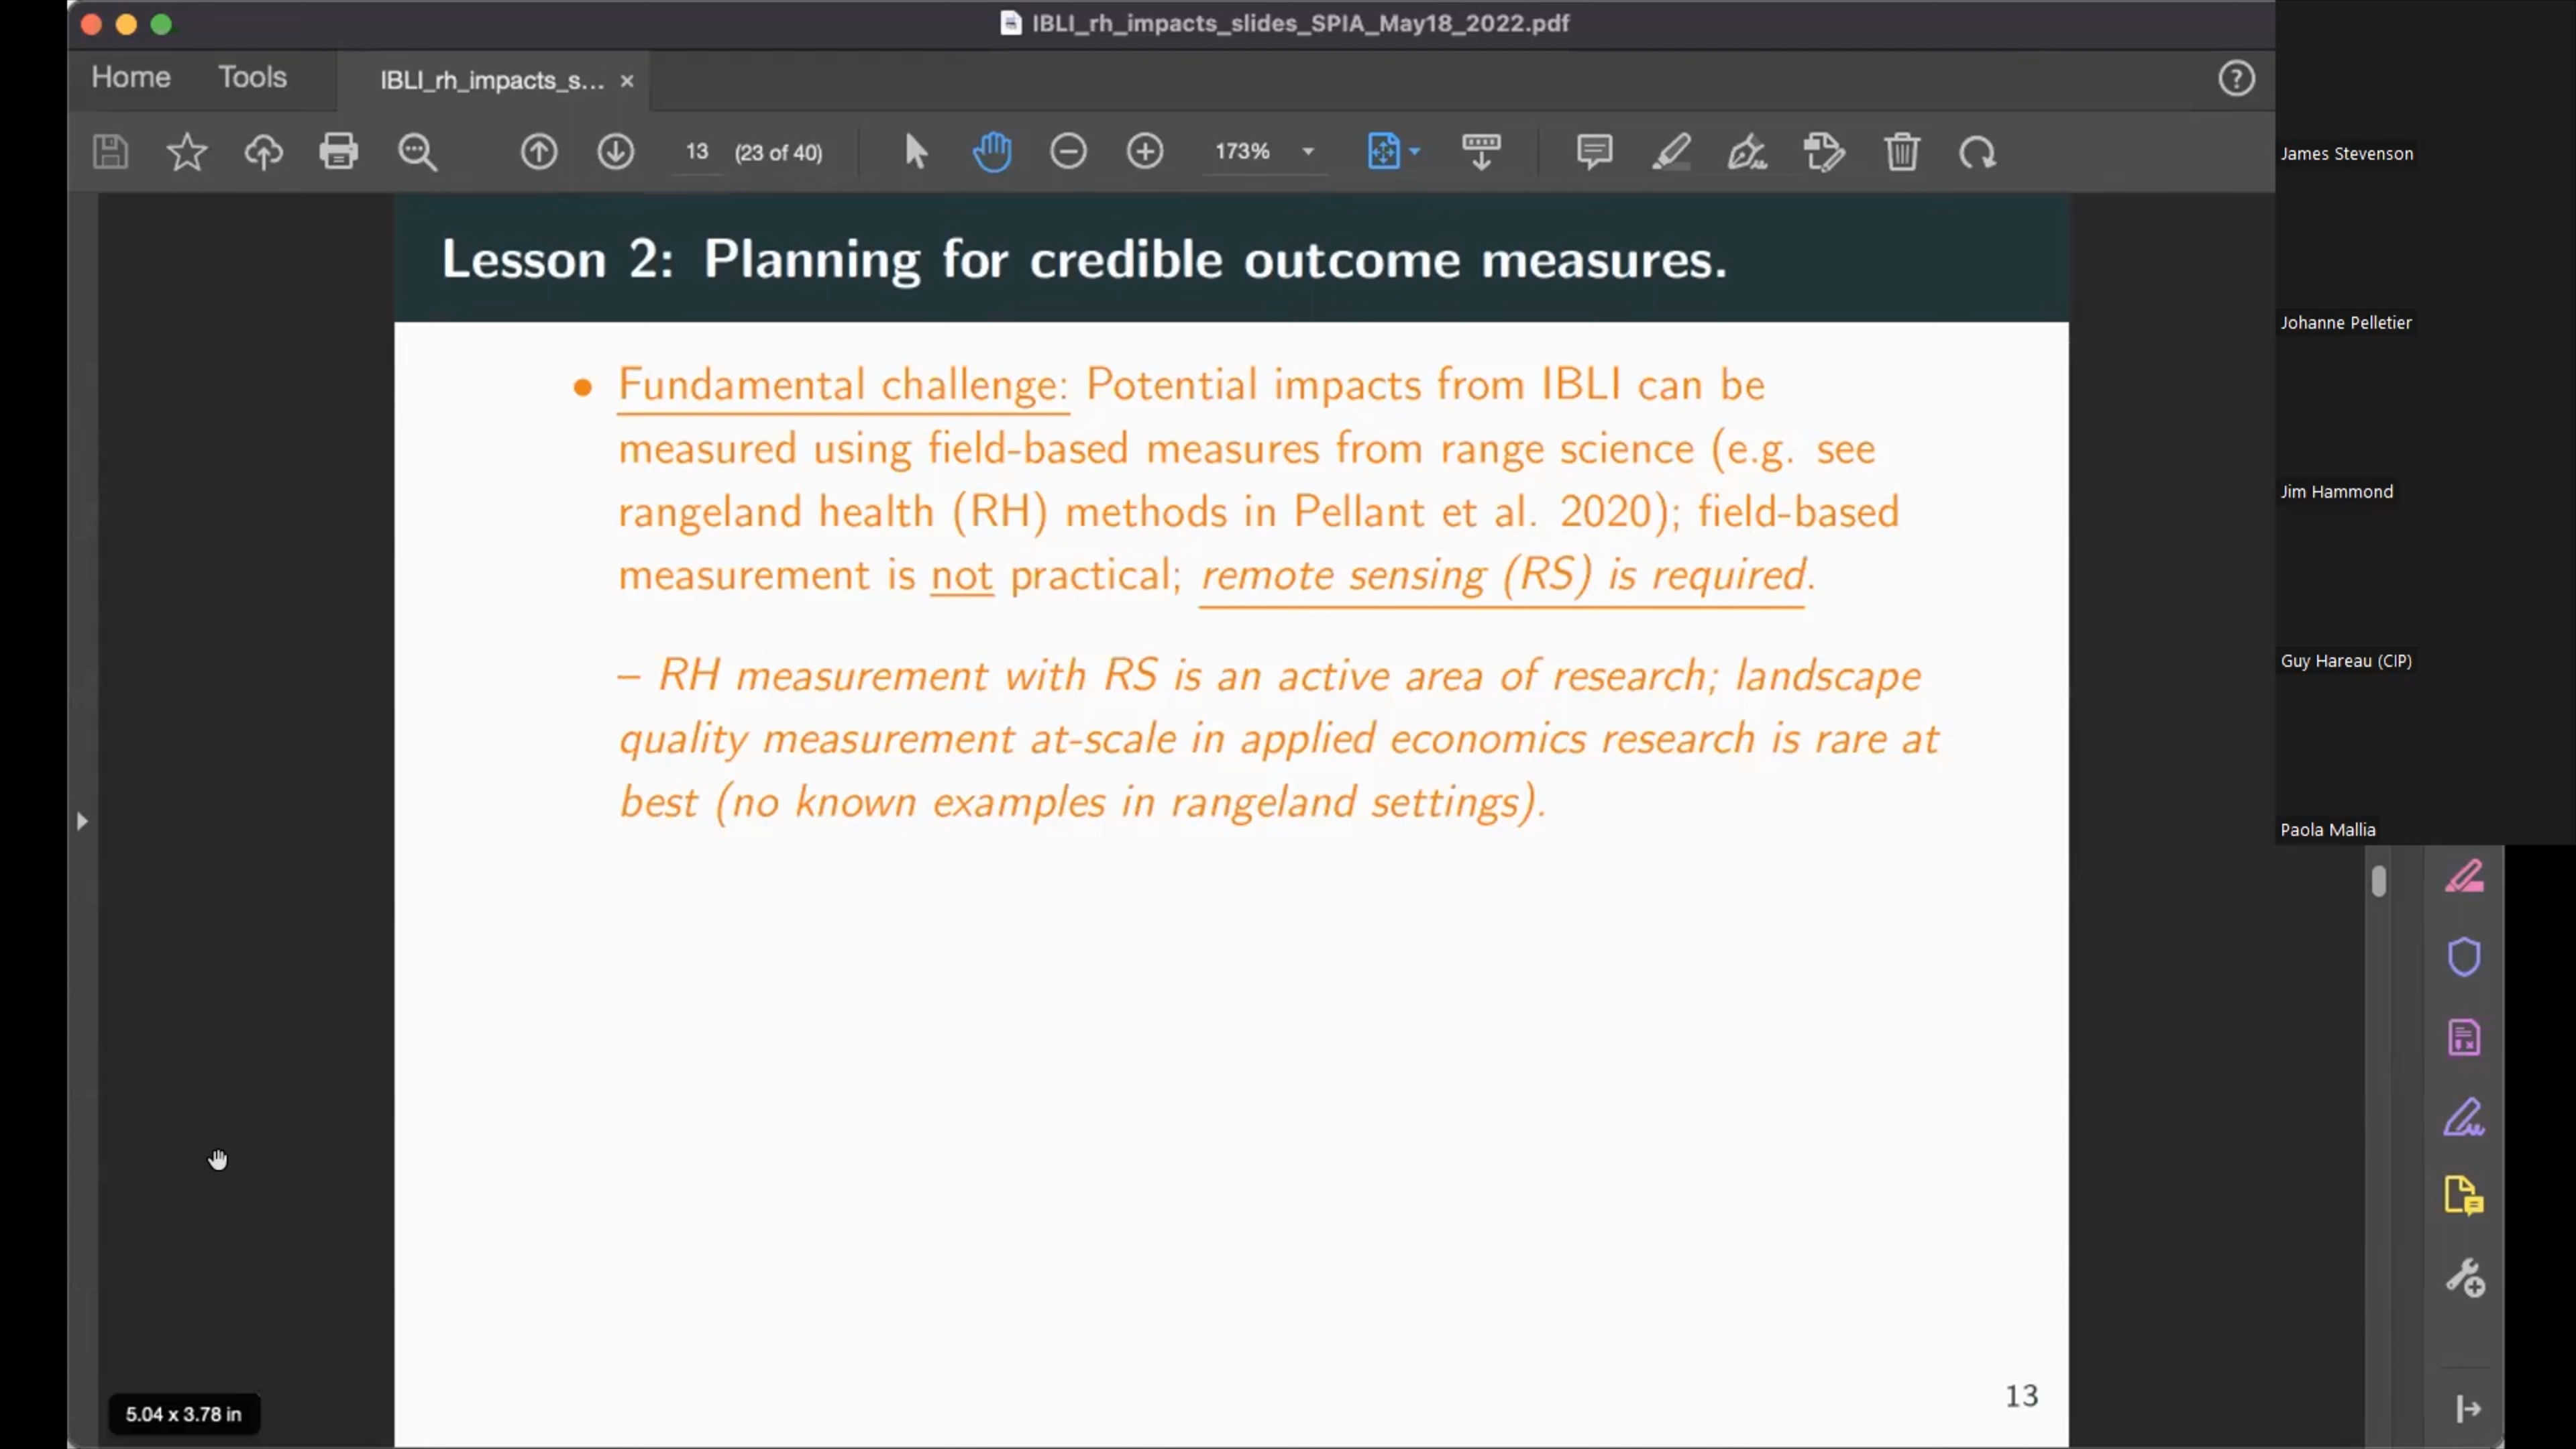 IBLI_rh_impacts_slides_SPIA_May18_2022.pdf
Home Tools IBLI_rh_impacts_s... ×
13 (23 of 40) 173%
Lesson 2: Planning for credible outcome measures.
• Fundamental challenge: Potential impacts from IBLI can be
measured using field-based measures from range science (e.g. see
rangeland health (RH) methods in Pellant et al. 2020); field-based
measurement is not practical; remote sensing (RS) is required.
– RH measurement with RS is an active area of research; landscape
quality measurement at-scale in applied economics research is rare at
best (no known examples in rangeland settings).
13
5.04 x 3.78 in
James Stevenson
Johanne Pelletier
Jim Hammond
Guy Hareau (CIP)
Paola Mallia